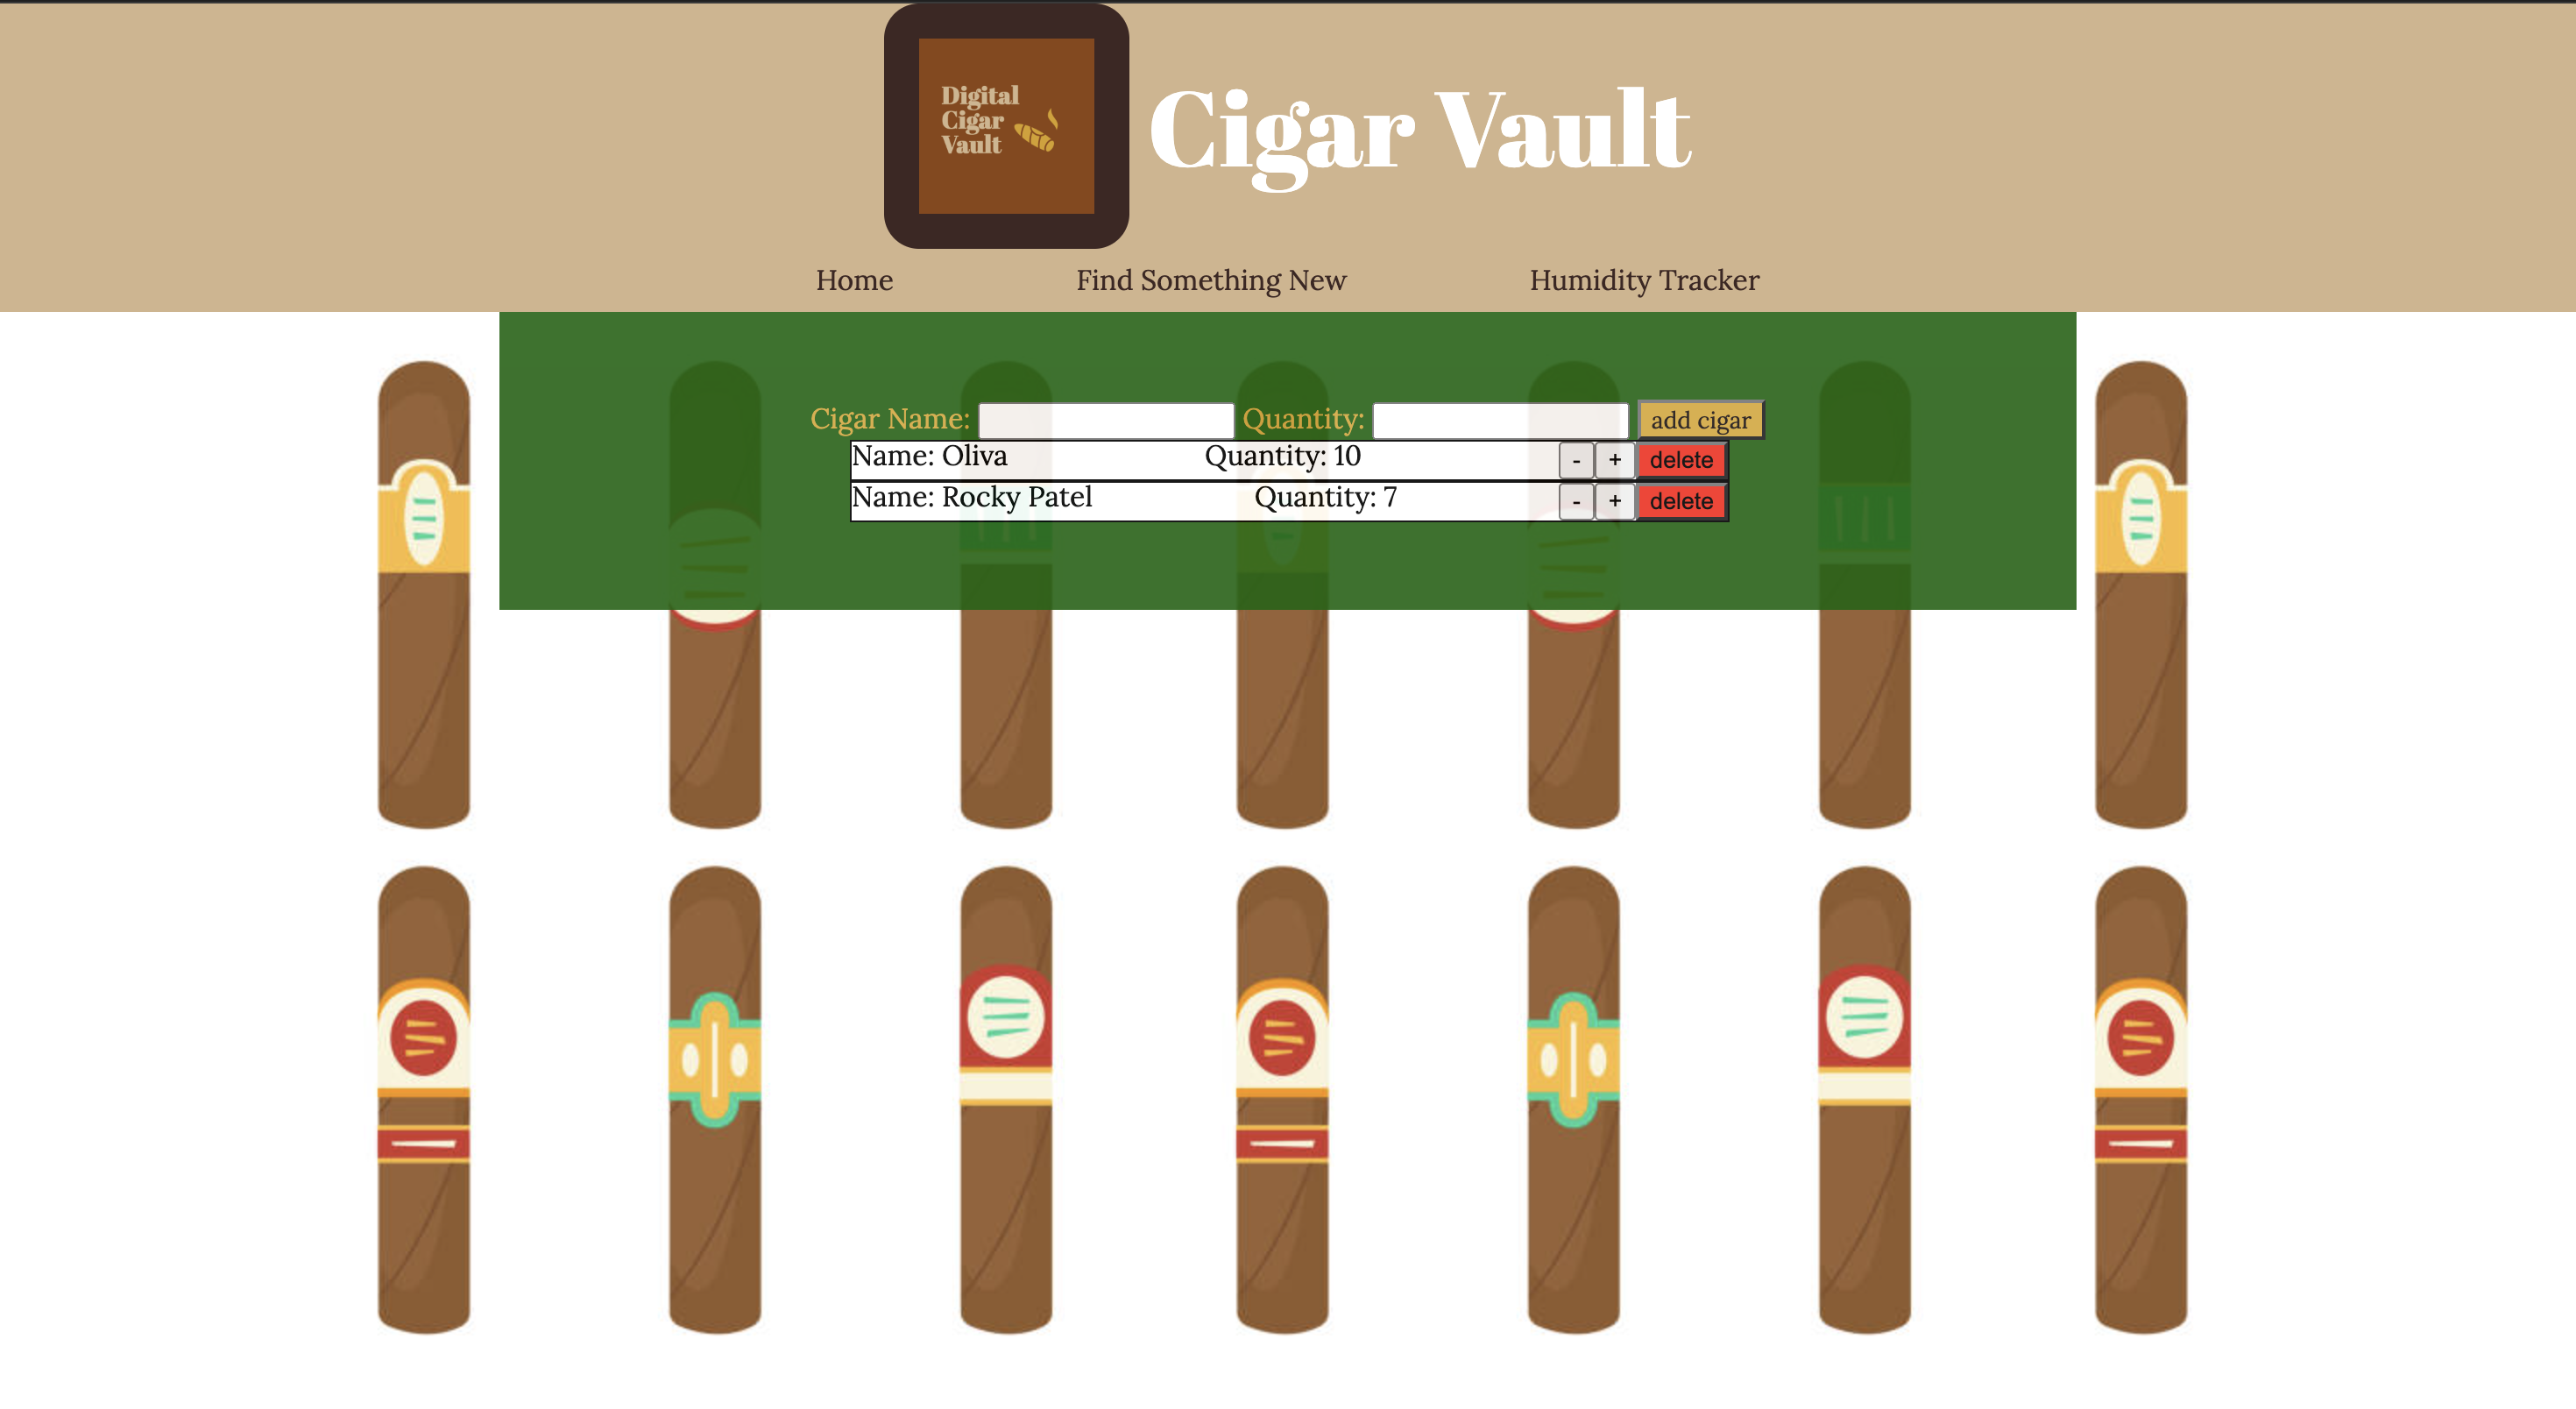 Digital
Cigar
Vault
Cigar Vault
Home Find Something New Humidity Tracker
Cigar Name: Quantity: add cigar
Name: Oliva Quantity: 10 - + delete
Name: Rocky Patel Quantity: 7 - + delete